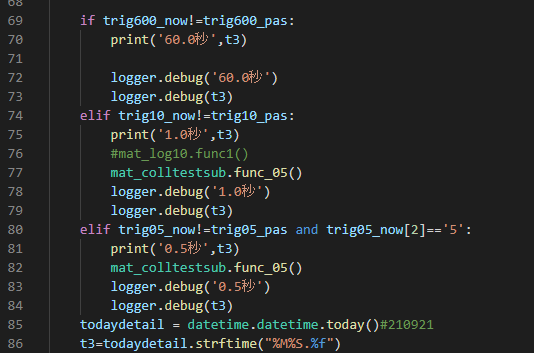 68
69 if trig600_now!=trig600_pas:
70 print('60.0秒',t3)
71
72 logger.debug('60.0秒')
73 logger.debug(t3)
74 elif trig10_now!=trig10_pas:
75 print('1.0秒',t3)
76 #mat_log10.func1()
77 mat_colltestsub.func_05()
78 logger.debug('1.0秒')
79 logger.debug(t3)
80 elif trig05_now!=trig05_pas and trig05_now[2]=='5':
81 print('0.5秒',t3)
82 mat_colltestsub.func_05()
83 logger.debug('0.5秒')
84 logger.debug(t3)
85 todaydetail = datetime.datetime.today()#210921
86 t3=todaydetail.strftime("%M%S.%f")